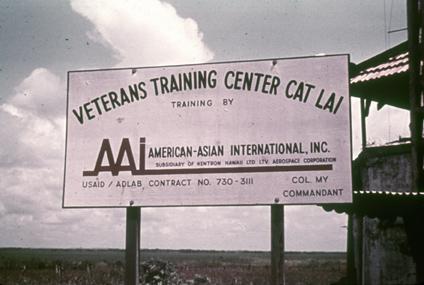 VETERANS TRAINING CENTER CAT LAI
TRAINING BY
AAI AMERICAN-ASIAN INTERNATIONAL, INC.
SUBSIDIARY OF KENTRON HAWAII LTD LTV. AEROSPACE CORPORATION
USAID / ADLAB CONTRACT NO. 730-3111
COL. MY
COMMANDANT